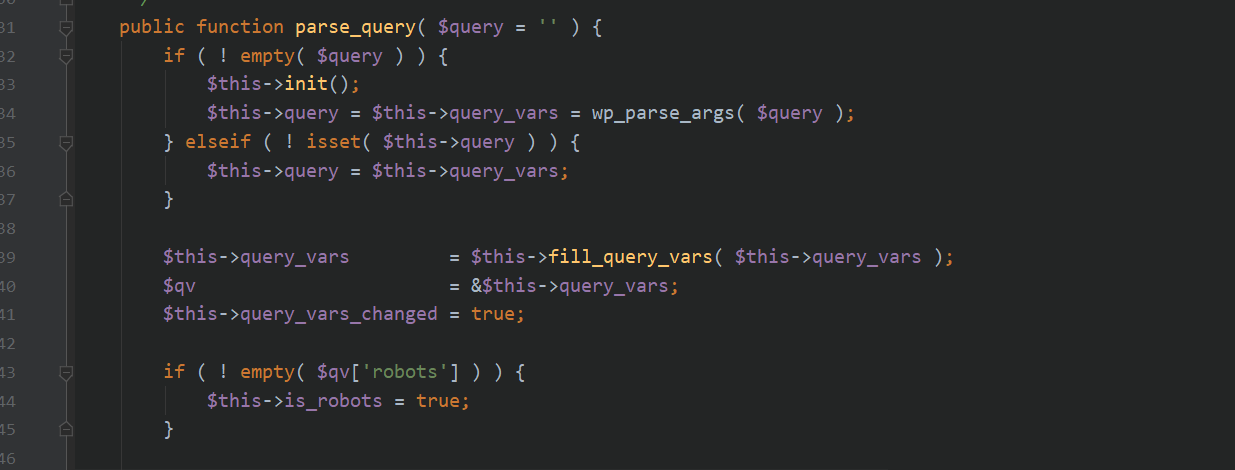 31 public function parse_query( $query = '' ) {
32 if ( ! empty( $query ) ) {
33 $this->init();
34 $this->query = $this->query_vars = wp_parse_args( $query );
35 } elseif ( ! isset( $this->query ) ) {
36 $this->query = $this->query_vars;
37 }
38
39 $this->query_vars = $this->fill_query_vars( $this->query_vars );
40 $qv = &$this->query_vars;
41 $this->query_vars_changed = true;
42
43 if ( ! empty( $qv['robots'] ) ) {
44 $this->is_robots = true;
45 }
46